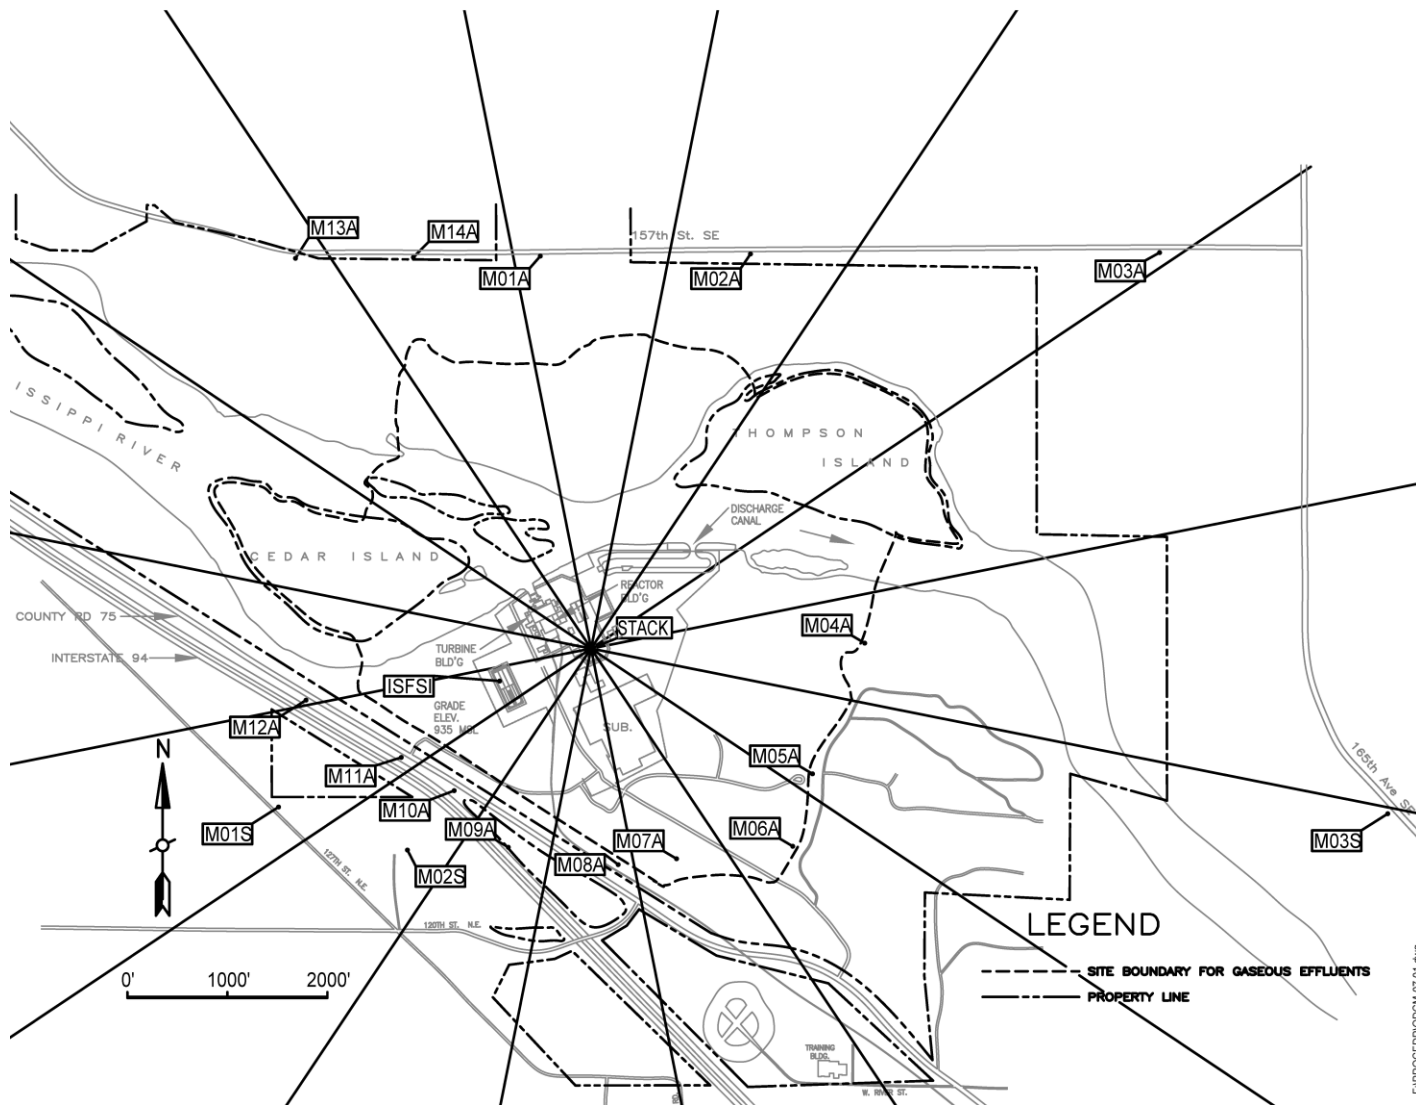 M13A
M14A
157th St. SE
M01A
M02A
M03A
ISSIPPI RIVER
THOMPSON
ISLAND
DISCHARGE
CANAL
CEDAR ISLAND
REACTOR
BLD'G
COUNTY RD 75
STACK
M04A
TURBINE
BLD'G
INTERSTATE 94
ISFSI
GRADE
ELEV.
935 MSL
SUB.
M12A
N
M11A
M05A
165th Ave SE
M10A
M01S
M09A
M07A
M06A
M03S
127TH ST. N.E.
M02S
M08A
120TH ST. N.E.
LEGEND
0' 1000' 2000'
SITE BOUNDARY FOR GASEOUS EFFLUENTS
PROPERTY LINE
TRAINING
BLDG.
W. RIVER ST.